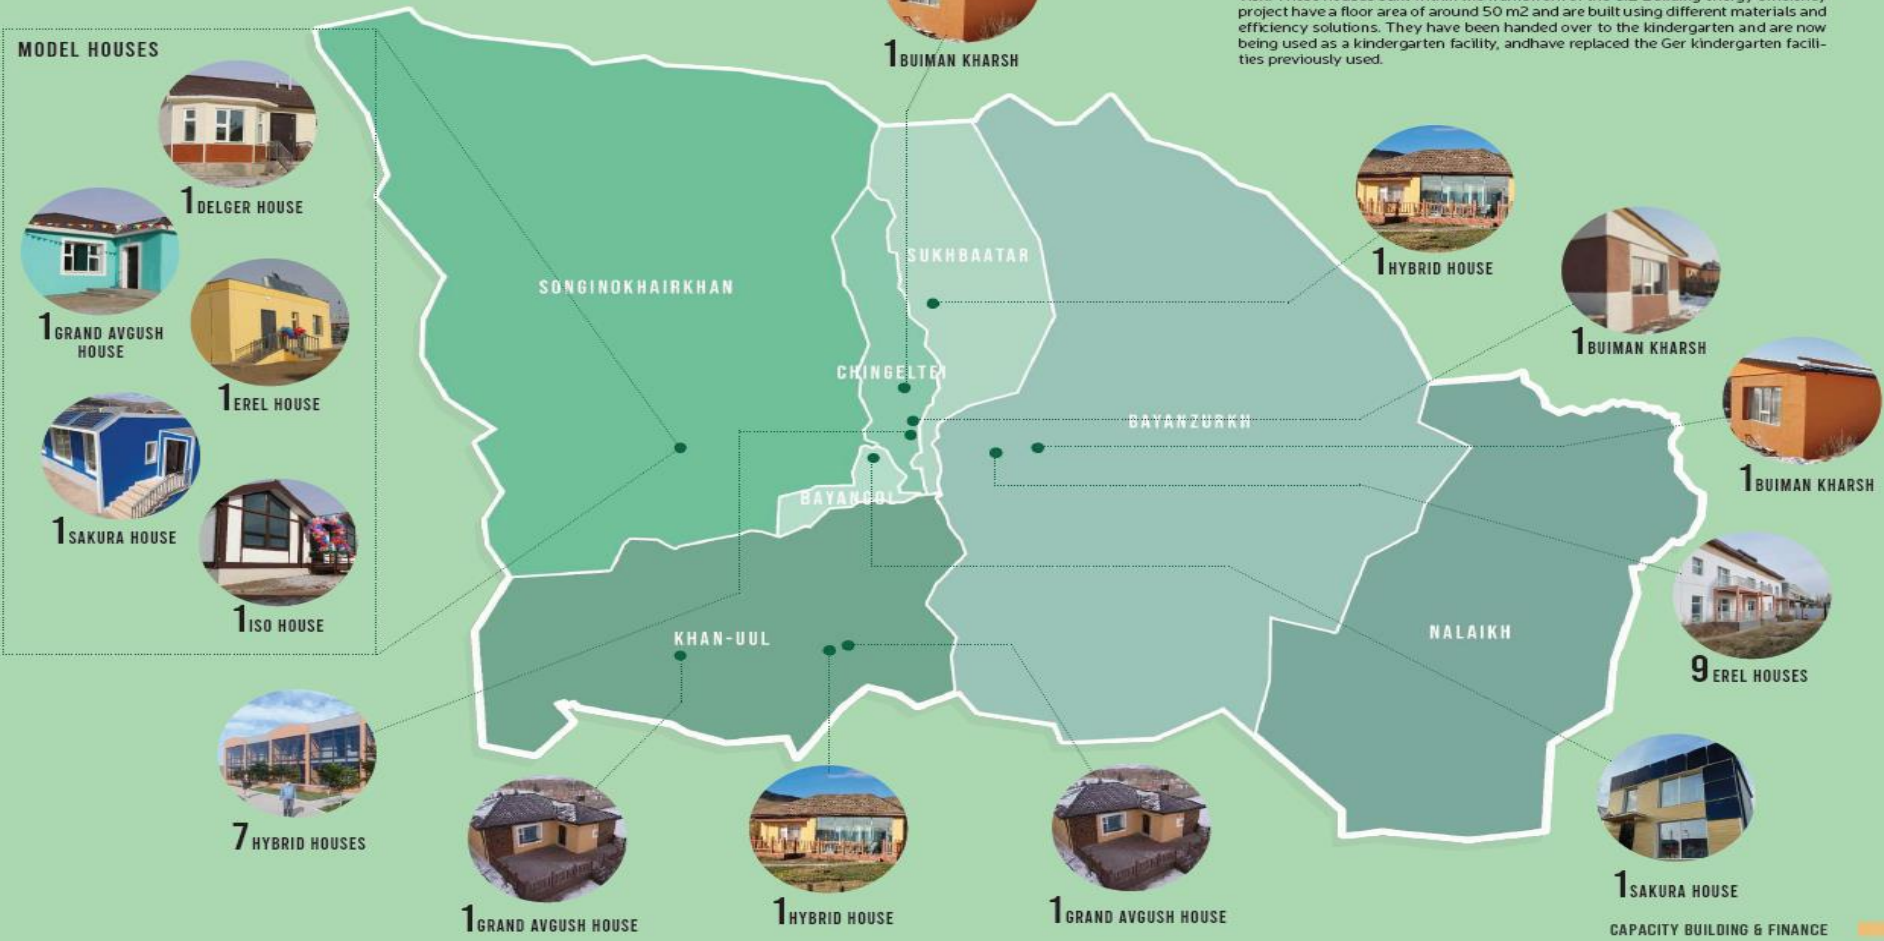 project have a floor area of around 50 m2 and are built using different materials and
efficiency solutions. They have been handed over to the kindergarten and are now
being used as a kindergarten facility, andhave replaced the Ger kindergarten facili-
ties previously used.
MODEL HOUSES
1 BUIMAN KHARSH
1 DELGER HOUSE
1 GRAND AVGUSH
HOUSE
1 EREL HOUSE
1 SAKURA HOUSE
1 ISO HOUSE
SONGINOKHAIRKHAN
SUKHBAATAR
CHINGELTEI
BAYANZURKH
BAYANGOL
KHAN-UUL
NALAIKH
1 HYBRID HOUSE
1 BUIMAN KHARSH
1 BUIMAN KHARSH
9 EREL HOUSES
1 SAKURA HOUSE
7 HYBRID HOUSES
1 GRAND AVGUSH HOUSE
1 HYBRID HOUSE
1 GRAND AVGUSH HOUSE
CAPACITY BUILDING & FINANCE